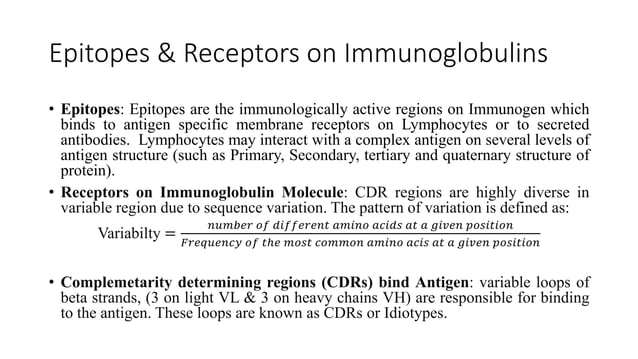 Epitopes & Receptors on Immunoglobulins
• Epitopes: Epitopes are the immunologically active regions on Immunogen which
binds to antigen specific membrane receptors on Lymphocytes or to secreted
antibodies. Lymphocytes may interact with a complex antigen on several levels of
antigen structure (such as Primary, Secondary, tertiary and quaternary structure of
protein).
• Receptors on Immunoglobulin Molecule: CDR regions are highly diverse in
variable region due to sequence variation. The pattern of variation is defined as:
number of different amino acids at a given position
Variabilty =
Frequency of the most common amino acis at a given position
• Complemetarity determining regions (CDRs) bind Antigen: variable loops of
beta strands, (3 on light VL & 3 on heavy chains VH) are responsible for binding
to the antigen. These loops are known as CDRs or Idiotypes.